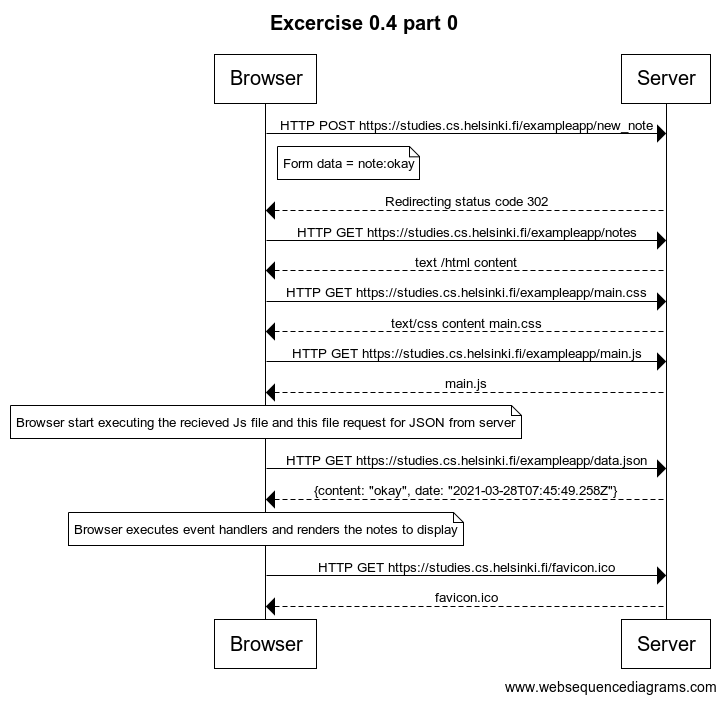 Excercise 0.4 part 0
Browser
Server
HTTP POST https://studies.cs.helsinki.fi/exampleapp/new_note
Form data = note:okay
Redirecting status code 302
HTTP GET https://studies.cs.helsinki.fi/exampleapp/notes
text /html content
HTTP GET https://studies.cs.helsinki.fi/exampleapp/main.css
text/css content main.css
HTTP GET https://studies.cs.helsinki.fi/exampleapp/main.js
main.js
Browser start executing the recieved Js file and this file request for JSON from server
HTTP GET https://studies.cs.helsinki.fi/exampleapp/data.json
{content: "okay", date: "2021-03-28T07:45:49.258Z"}
Browser executes event handlers and renders the notes to display
HTTP GET https://studies.cs.helsinki.fi/favicon.ico
favicon.ico
Browser
Server
www.websequencediagrams.com